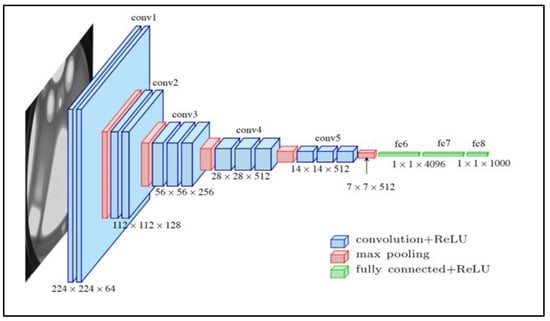 conv1
conv2
conv3
conv4
conv5
fc6
fc7
fc8
1 × 1 × 4096
1 × 1 × 1000
14 × 14 × 512
28 × 28 × 512
7 × 7 × 512
56 × 56 × 256
112 × 112 × 128
224 × 224 × 64
convolution+ReLU
max pooling
fully connected+ReLU